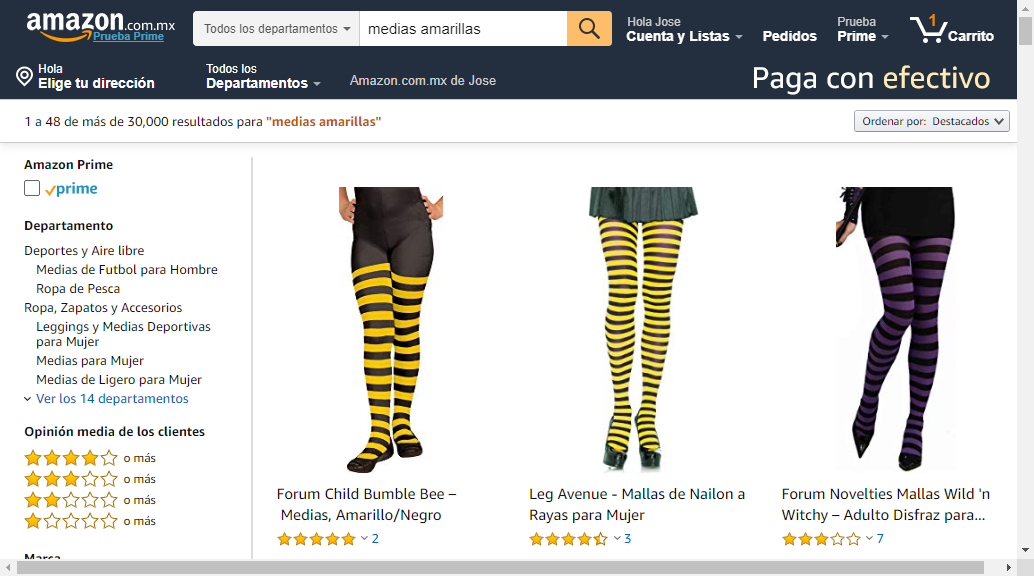 amazon.com.mx
Prueba Prime
Todos los departamentos
medias amarillas
Hola Jose
Cuenta y Listas
Pedidos
Prueba
Prime
1
Carrito
Hola
Elige tu dirección
Todos los
Departamentos
Amazon.com.mx de Jose
Paga con efectivo
1 a 48 de más de 30,000 resultados para "medias amarillas"
Ordenar por: Destacados
Amazon Prime
prime
Departamento
Deportes y Aire libre
Medias de Futbol para Hombre
Ropa de Pesca
Ropa, Zapatos y Accesorios
Leggings y Medias Deportivas
para Mujer
Medias para Mujer
Medias de Ligero para Mujer
Ver los 14 departamentos
Opinión media de los clientes
o más
o más
o más
o más
Marca
Forum Child Bumble Bee –
Medias, Amarillo/Negro
2
Leg Avenue - Mallas de Nailon a
Rayas para Mujer
3
Forum Novelties Mallas Wild 'n
Witchy – Adulto Disfraz para...
7